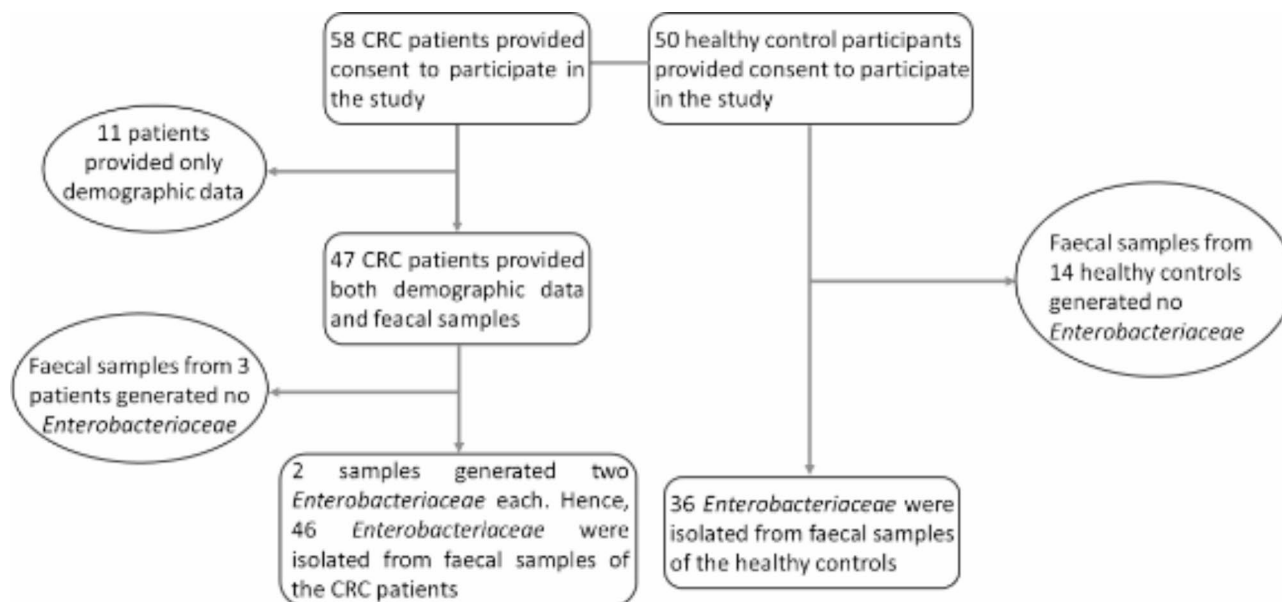 58 CRC patients provided
consent to participate in
the study
50 healthy control participants
provided consent to participate
in the study
11 patients
provided only
demographic data
47 CRC patients provided
both demographic data
and feacal samples
Faecal samples from
14 healthy controls
generated no
Enterobacteriaceae
Faecal samples from 3
patients generated no
Enterobacteriaceae
2 samples generated two
Enterobacteriaceae each. Hence,
46 Enterobacteriaceae were
isolated from faecal samples of
the CRC patients
36 Enterobacteriaceae were
isolated from faecal samples
of the healthy controls